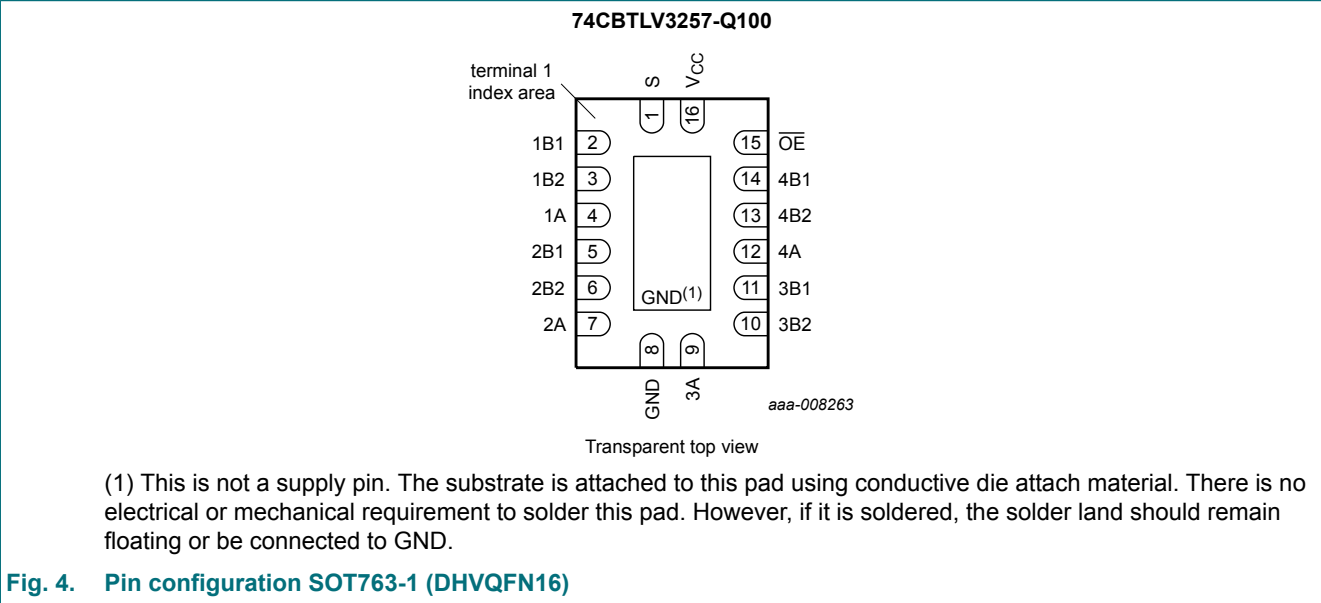 74CBTLV3257-Q100
terminal 1
index area
S
VCC
1
16
1B1 2
15 OE
1B2 3
14 4B1
1A 4
13 4B2
2B1 5
12 4A
2B2 6
11 3B1
2A 7
10 3B2
GND(1)
8
9
GND
3A
aaa-008263
Transparent top view
(1) This is not a supply pin. The substrate is attached to this pad using conductive die attach material. There is no
electrical or mechanical requirement to solder this pad. However, if it is soldered, the solder land should remain
floating or be connected to GND.
Fig. 4. Pin configuration SOT763-1 (DHVQFN16)